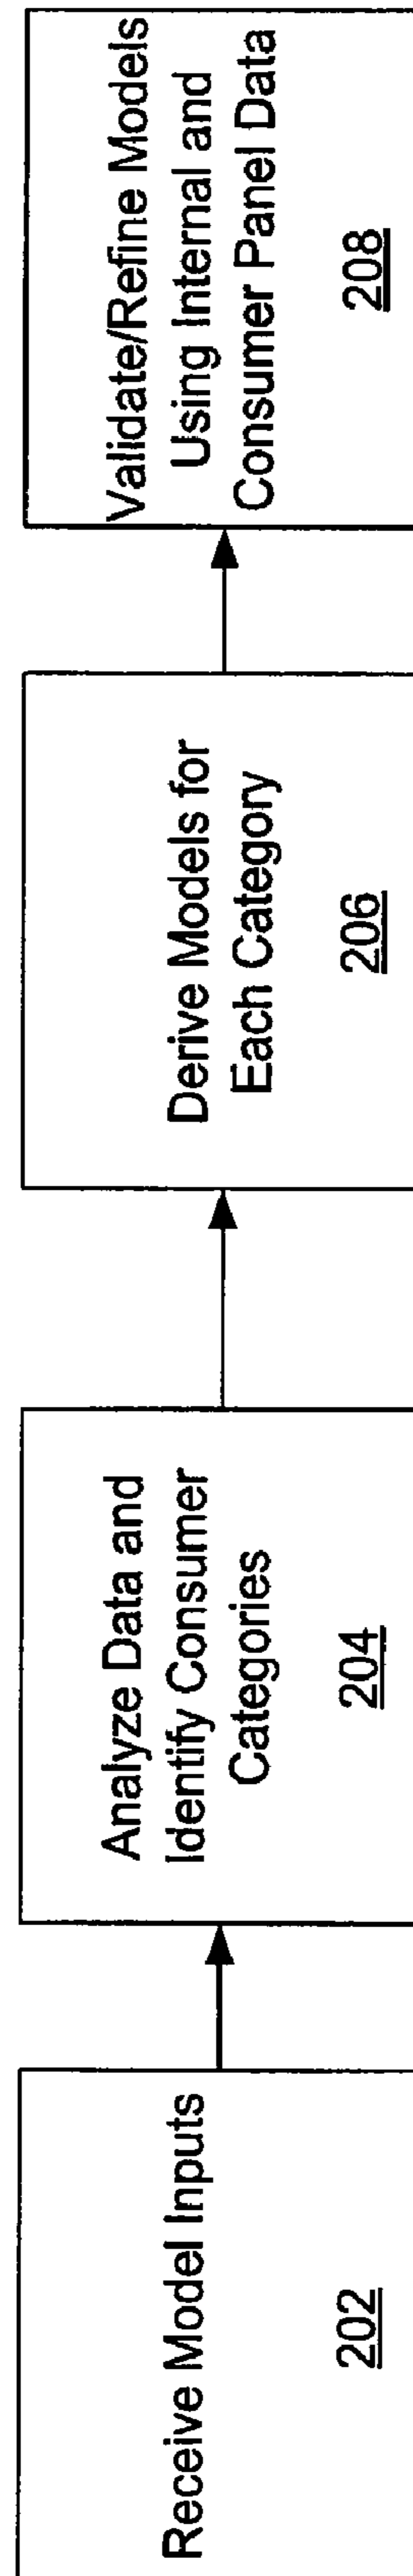 Receive Model Inputs
202
Analyze Data and
Identify Consumer
Categories
204
Derive Models for
Each Category
206
Validate/Refine Models
Using Internal and
Consumer Panel Data
208